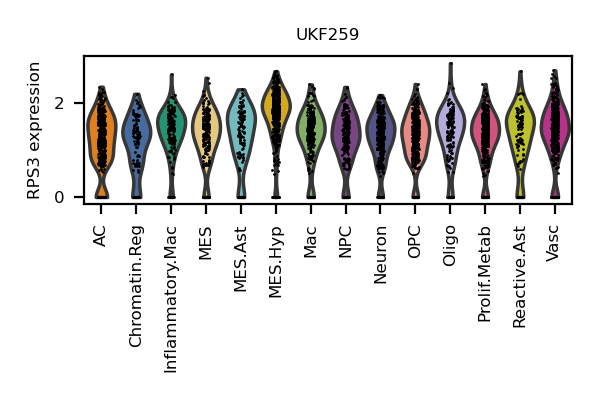 UKF259
RPS3 expression
2
0
AC
Chromatin.Reg
Inflammatory.Mac
MES
MES.Ast
MES.Hyp
Mac
NPC
Neuron
OPC
Oligo
Prolif.Metab
Reactive.Ast
Vasc